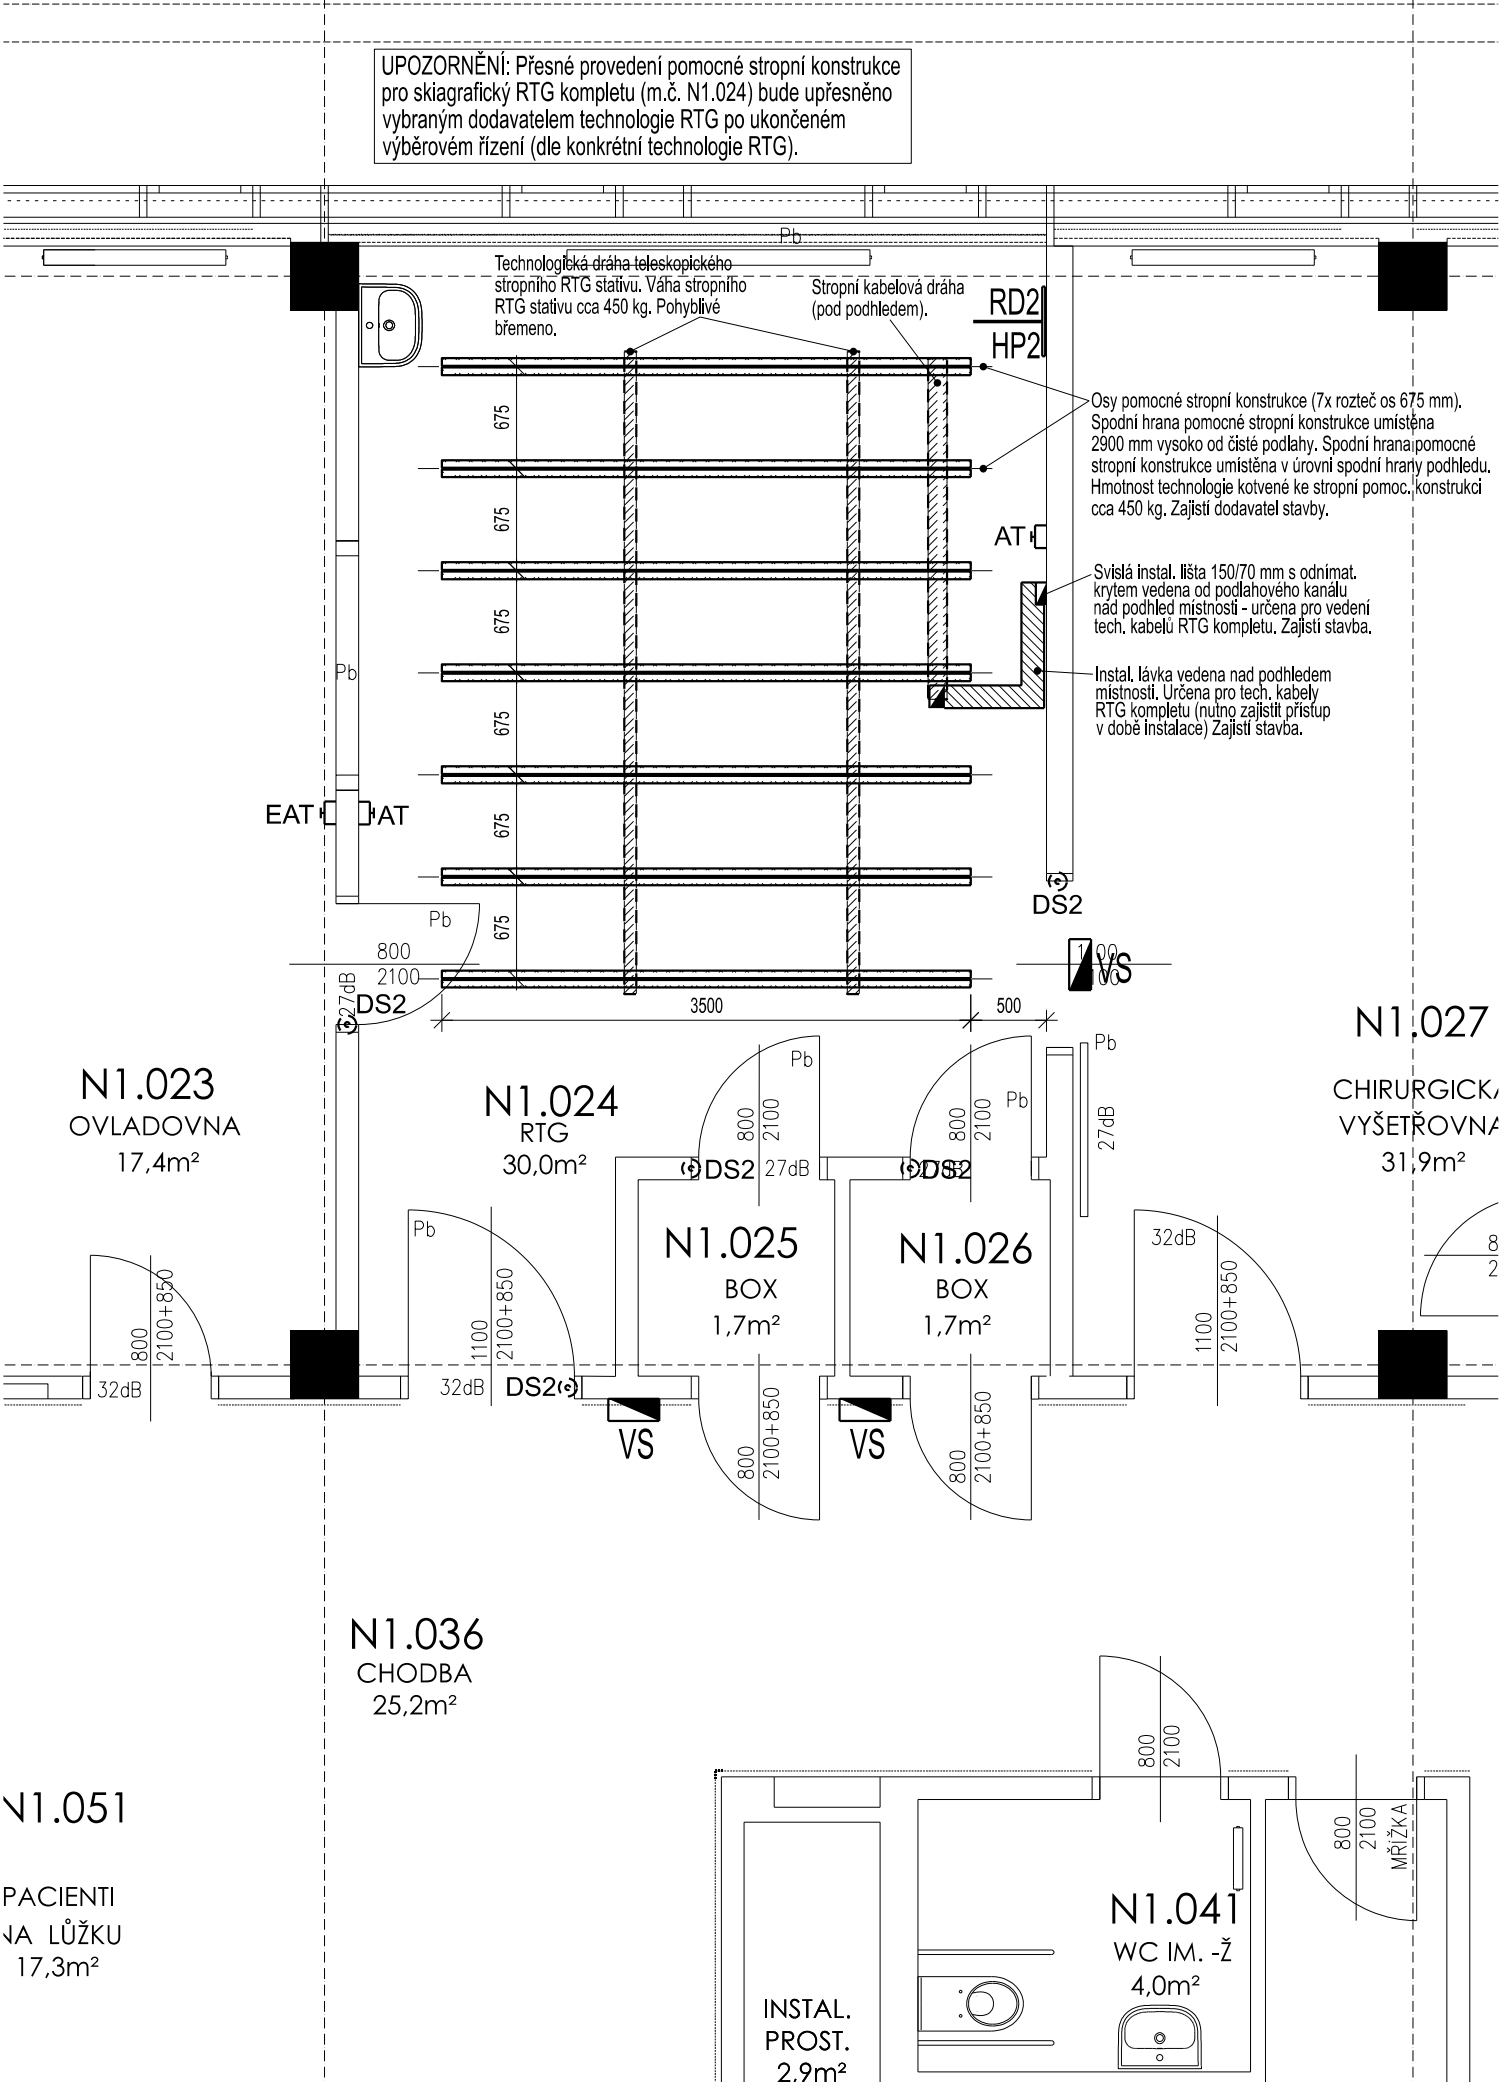 UPOZORNĚNÍ: Přesné provedení pomocné stropní konstrukce
pro skiagrafický RTG kompletu (m.č. N1.024) bude upřesněno
vybraným dodavatelem technologie RTG po ukončeném
výběrovém řízení (dle konkrétní technologie RTG).
Pb
Technologická dráha teleskopického
stropního RTG stativu. Váha stropního
RTG stativu cca 450 kg. Pohyblivé
břemeno.
Stropní kabelová dráha
(pod podhledem).
RD2
HP2
Osy pomocné stropní konstrukce (7x rozteč os 675 mm).
Spodní hrana pomocné stropní konstrukce umístěna
2900 mm vysoko od čisté podlahy. Spodní hrana pomocné
stropní konstrukce umístěna v úrovni spodní hrany podhledu.
Hmotnost technologie kotvené ke stropní pomoc. konstrukci
cca 450 kg. Zajistí dodavatel stavby.
675
675
675
675
675
675
AT
Svislá instal. lišta 150/70 mm s odnímat.
krytem vedena od podlahového kanálu
nad podhled místnosti - určena pro vedení
tech. kabelů RTG kompletu. Zajistí stavba.
Pb
Instal. lávka vedena nad podhledem
místnosti. Určena pro tech. kabely
RTG kompletu (nutno zajistit přístup
v době instalace) Zajistí stavba.
EAT
AT
DS2
Pb
800
2100
27dB
DS2
VS
3500
500
N1.023
OVLADOVNA
17,4m²
N1.024
RTG
30,0m²
Pb
800
2100
27dB
DS2
Pb
800
2100
DS2
Pb
27dB
N1.027
CHIRURGICKÁ
VYŠETŘOVNA
31,9m²
N1.025
BOX
1,7m²
N1.026
BOX
1,7m²
800
2100+850
32dB
Pb
1100
2100+850
32dB
DS2
32dB
1100
2100+850
8
2
VS
800
2100+850
VS
800
2100+850
N1.036
CHODBA
25,2m²
N1.051
PACIENTI
NA LŮŽKU
17,3m²
800
2100
800
2100
MŘÍŽKA
N1.041
WC IM. -Ž
4,0m²
INSTAL.
PROST.
2,9m²